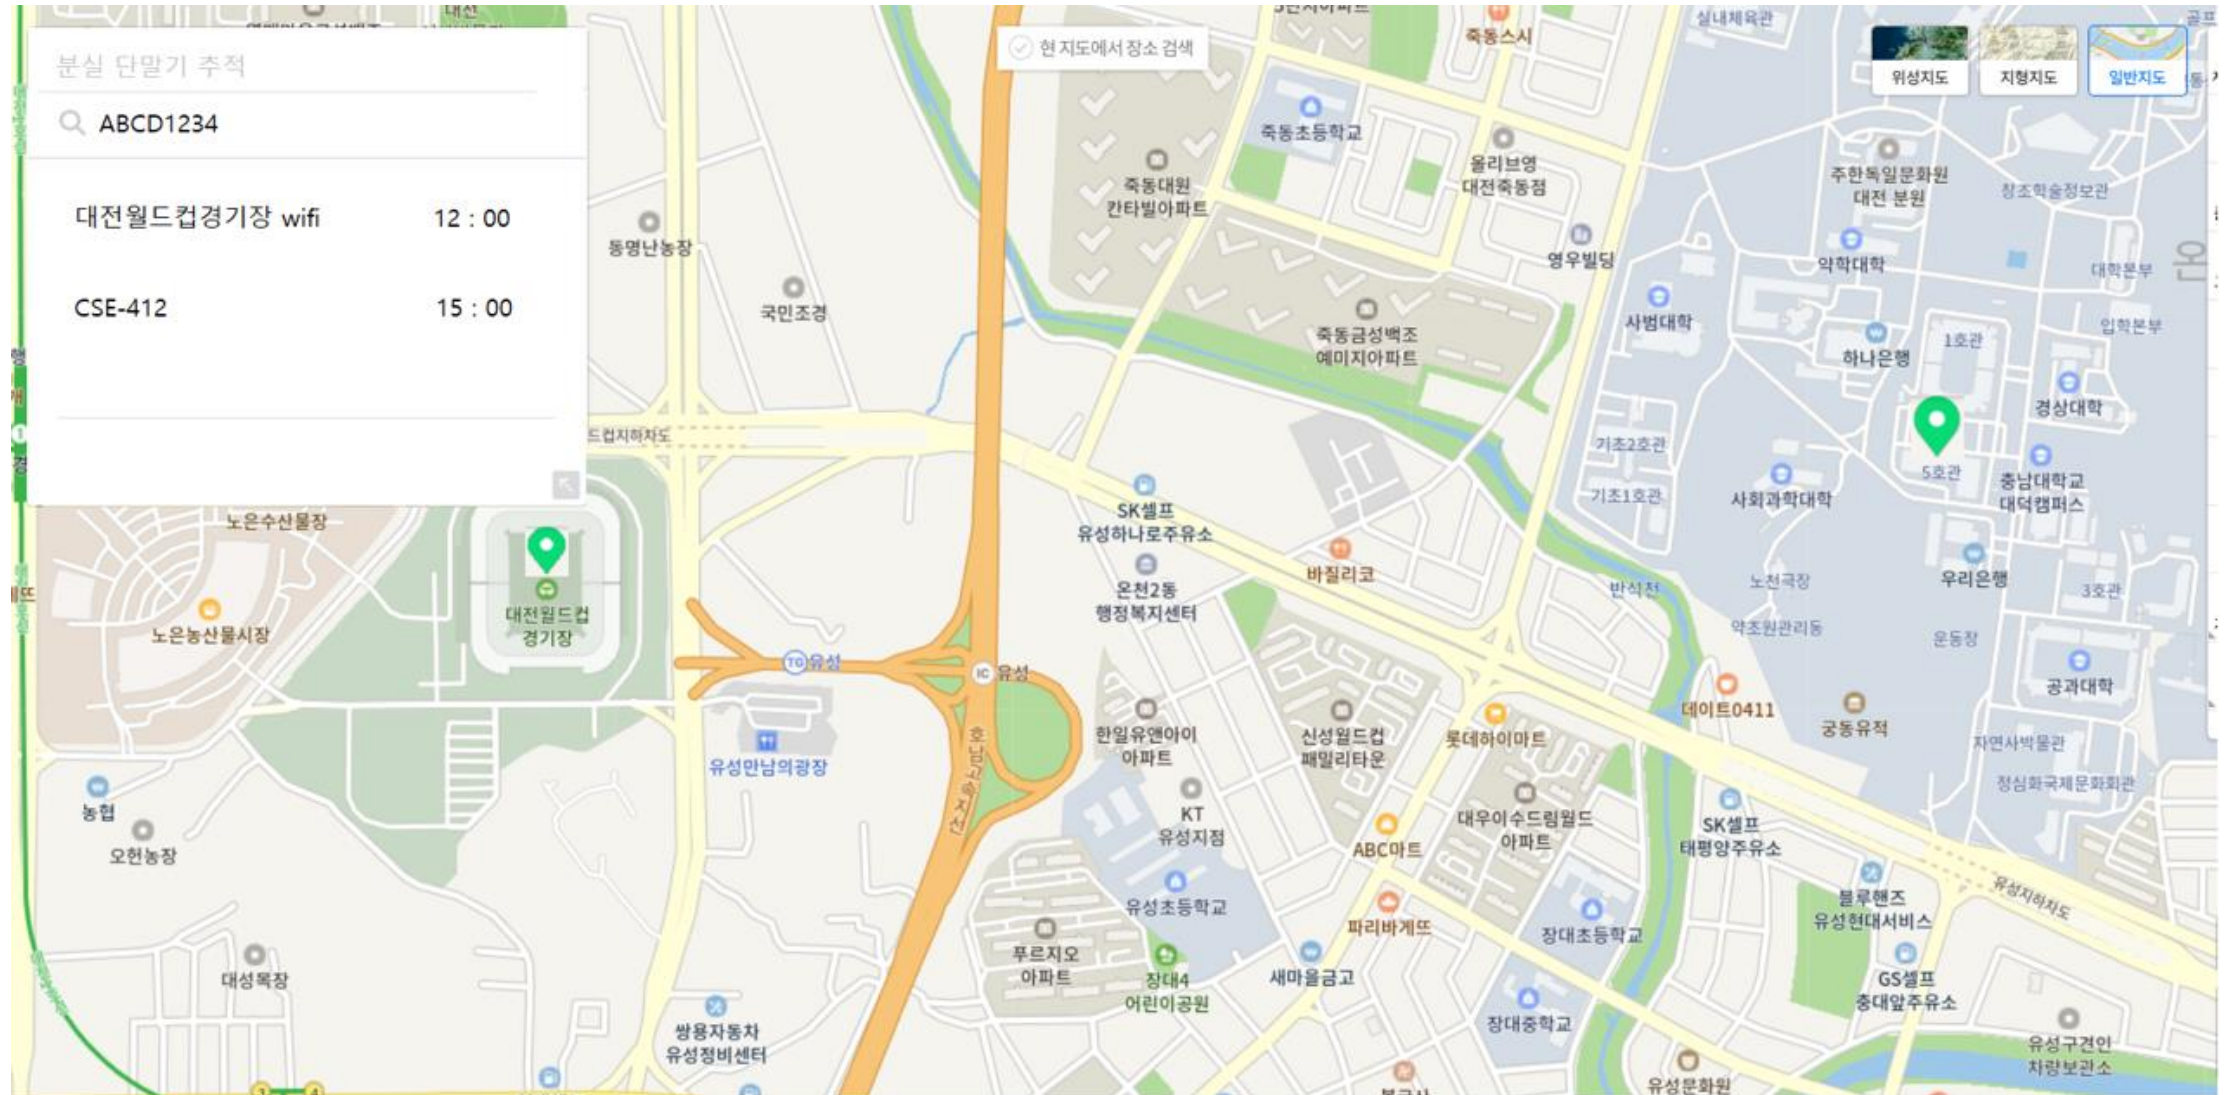 대전
분실 단말기 추적
ABCD1234
대전월드컵경기장 wifi 12 : 00
CSE-412 15 : 00
현 지도에서 장소 검색
위성지도
지형지도
일반지도
죽동스시
실내체육관
죽동초등학교
올리브영
대전죽동점
주한독일문화원
대전 분원
창조학술정보관
죽동대원
칸타빌아파트
동명난농장
영우빌딩
약학대학
대학본부
온
국민조경
사범대학
죽동금성백조
예미지아파트
하나은행
1호관
입학본부
경상대학
드컵지하차도
기초2호관
5호관
충남대학교
대덕캠퍼스
기초1호관
사회과학대학
SK셀프
유성하나로주유소
노은수산물장
바질리코
온천2동
행정복지센터
반석천
노천극장
우리은행
3호관
노은농산물시장
대전월드컵
경기장
약초원관리동
운동장
TG 유성
IC 유성
공과대학
데이트0411
궁동유적
한일유앤아이
아파트
신성월드컵
패밀리타운
롯데하이마트
자연사박물관
유성만남의광장
호남고속지선
정심화국제문화회관
농협
오헌농장
KT
유성지점
ABC마트
대우이수드림월드
아파트
SK셀프
태평양주유소
유성초등학교
파리바게뜨
장대초등학교
블루핸즈
유성현대서비스
유성지하차도
푸르지오
아파트
장대4
어린이공원
새마을금고
대성목장
GS셀프
충대앞주유소
쌍용자동차
유성정비센터
장대중학교
유성구견인
차량보관소
유성문화원